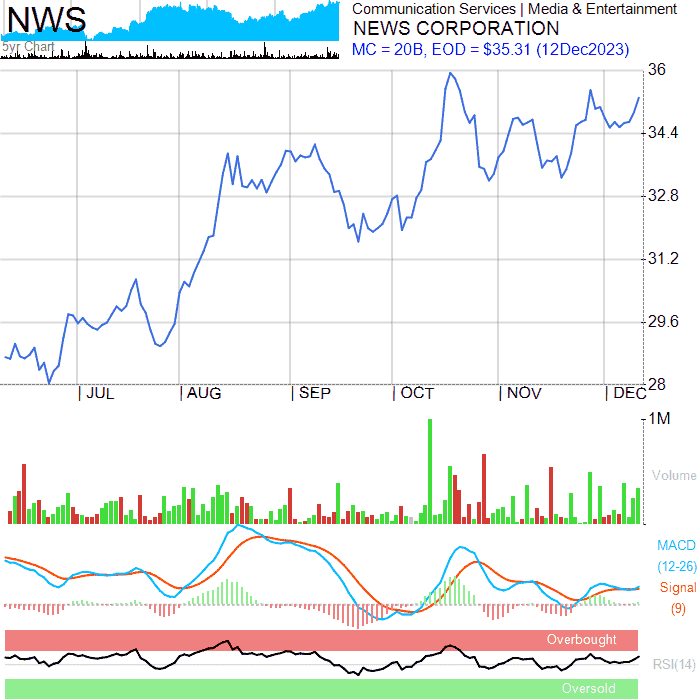 NWS
5yr Chart
Communication Services | Media & Entertainment
NEWS CORPORATION
MC = 20B, EOD = $35.31 (12Dec2023)
36
34.4
32.8
31.2
29.6
28
| JUL | AUG | SEP | OCT | NOV | DEC
1M
Volume
MACD
(12-26)
Signal
(9)
Overbought
RSI(14)
Oversold